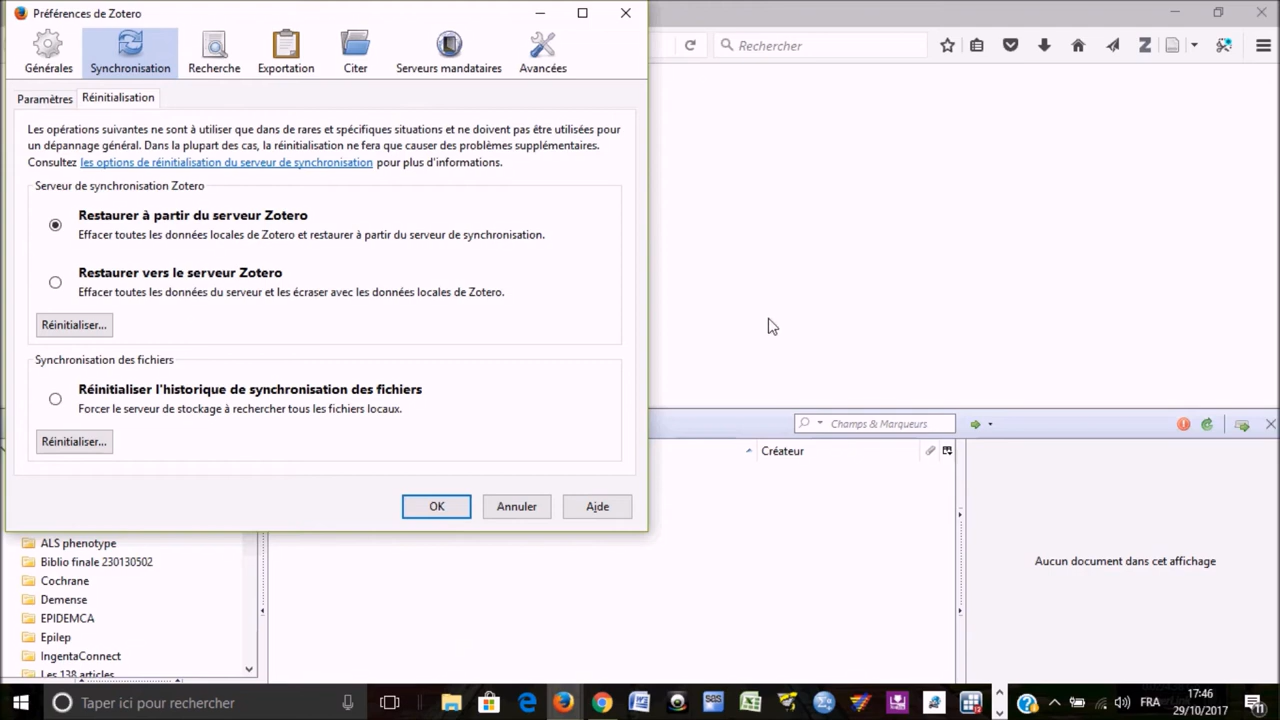 Préférences de Zotero
Rechercher
Générales
Synchronisation
Recherche
Exportation
Citer
Serveurs mandataires
Avancées
Paramètres
Réinitialisation
Les opérations suivantes ne sont à utiliser que dans de rares et spécifiques situations et ne doivent pas être utilisées pour
un dépannage général. Dans la plupart des cas, la réinitialisation ne fera que causer des problèmes supplémentaires.
Consultez les options de réinitialisation du serveur de synchronisation pour plus d'informations.
Serveur de synchronisation Zotero
Restaurer à partir du serveur Zotero
Effacer toutes les données locales de Zotero et restaurer à partir du serveur de synchronisation.
Restaurer vers le serveur Zotero
Effacer toutes les données du serveur et les écraser avec les données locales de Zotero.
Réinitialiser...
Synchronisation des fichiers
Réinitialiser l'historique de synchronisation des fichiers
Forcer le serveur de stockage à rechercher tous les fichiers locaux.
Réinitialiser...
OK
Annuler
Aide
Champs & Marqueurs
Créateur
ALS phenotype
Biblio finale 230130502
Cochrane
Demense
EPIDEMCA
Epilep
IngentaConnect
Les 138 articles
Aucun document dans cet affichage
Taper ici pour rechercher
SAS
FRA
17:46
29/10/2017
11